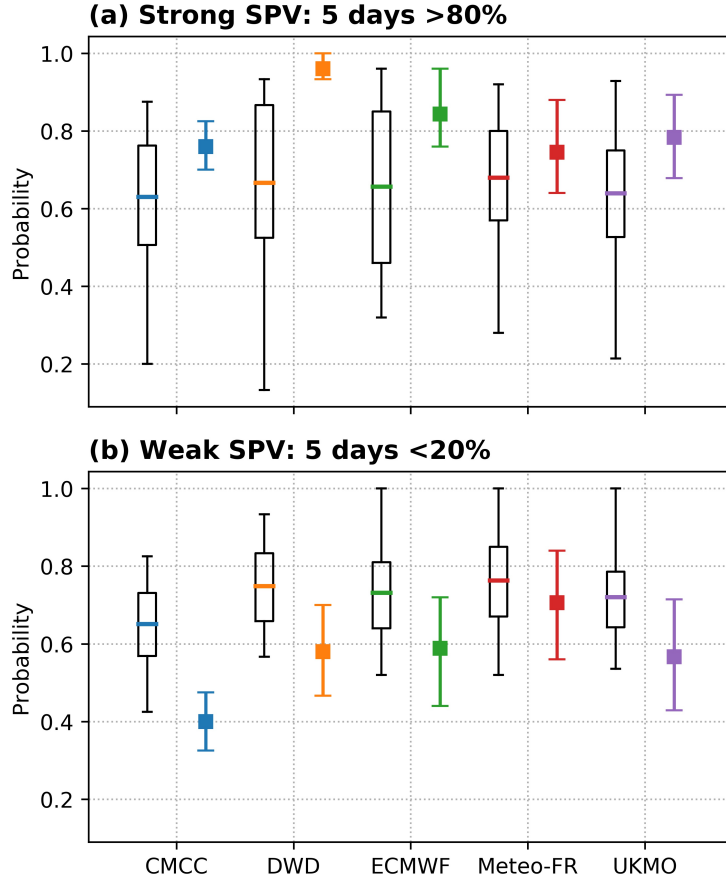 (a) Strong SPV: 5 days >80%
1.0
0.8
0.6
0.4
0.2
Probability
(b) Weak SPV: 5 days <20%
1.0
0.8
0.6
0.4
0.2
Probability
CMCC DWD ECMWF Meteo-FR UKMO